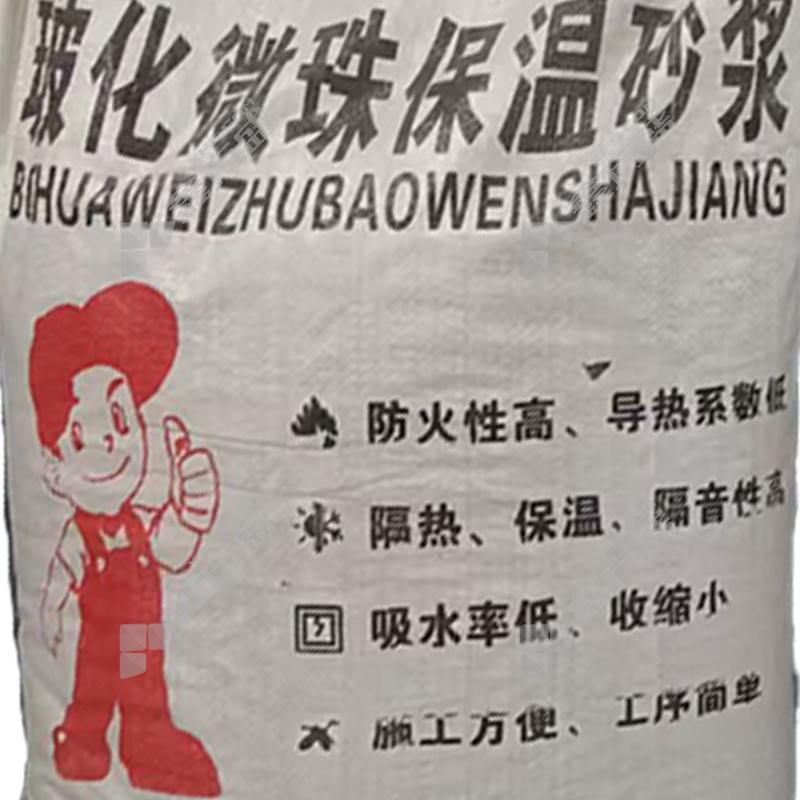 玻化微珠保温砂浆
BOHUAWEIZHUBAOWENSHAJIANG
防火性高、导热系数低
隔热、保温、隔音性高
吸水率低、收缩小
施工方便、工序简单